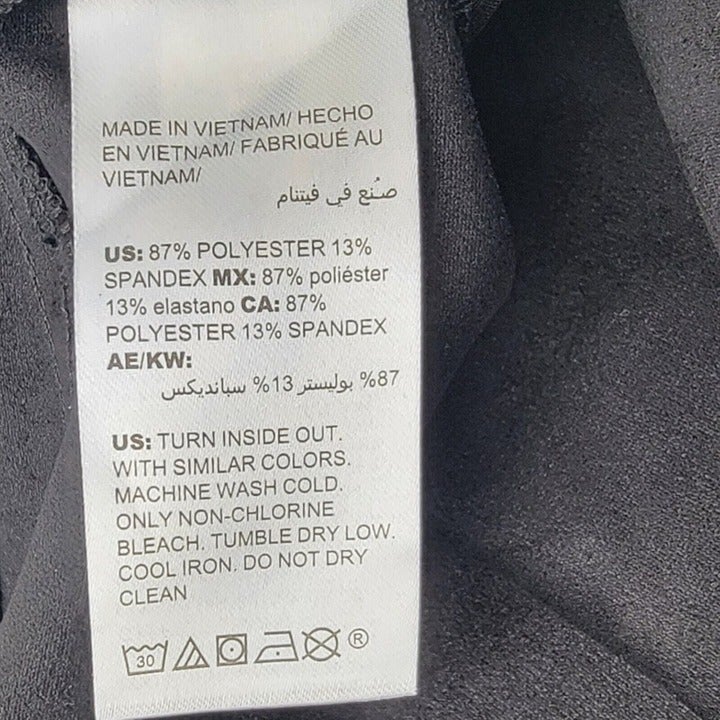 MADE IN VIETNAM/ HECHO
EN VIETNAM/ FABRIQUÉ AU
VIETNAM/
صُنع في فيتنام
US: 87% POLYESTER 13%
SPANDEX MX: 87% poliéster
13% elastano CA: 87%
POLYESTER 13% SPANDEX
AE/KW:
87% بوليستر 13% سبانديكس
US: TURN INSIDE OUT.
WITH SIMILAR COLORS.
MACHINE WASH COLD.
ONLY NON-CHLORINE
BLEACH. TUMBLE DRY LOW.
COOL IRON. DO NOT DRY
CLEAN
30 ®